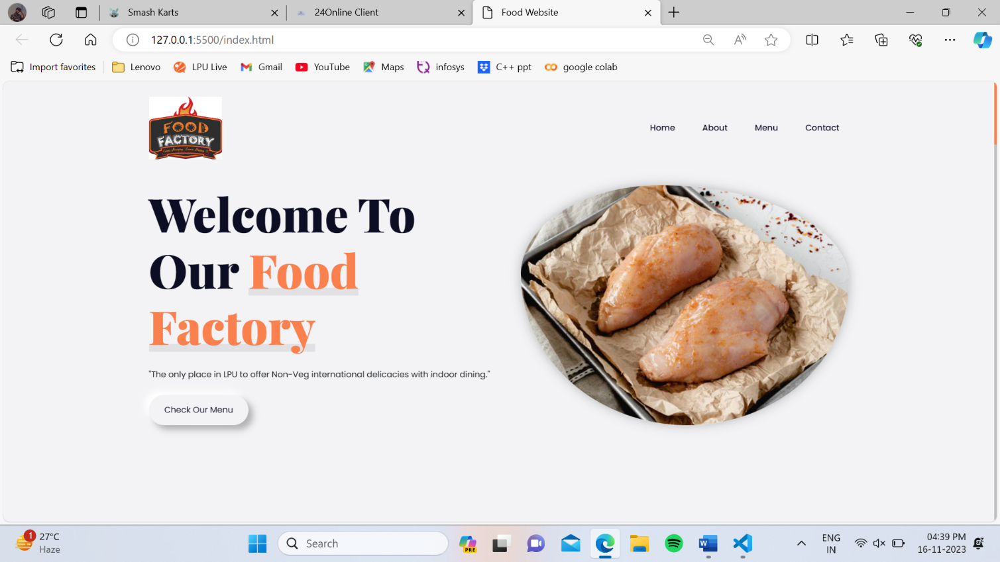 Smash Karts
24Online Client
Food Website
127.0.0.1:5500/index.html
Import favorites
Lenovo
LPU Live
Gmail
YouTube
Maps
infosys
C++ ppt
google colab
FOOD
FACTORY
Home
About
Menu
Contact
Welcome To
Our Food
Factory
"The only place in LPU to offer Non-Veg international delicacies with indoor dining."
Check Our Menu
1
27°C
Haze
Search
PRE
ENG
IN
04:39 PM
16-11-2023